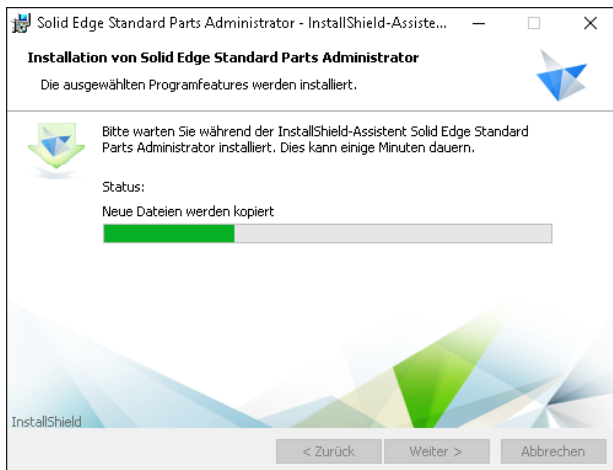 Solid Edge Standard Parts Administrator - InstallShield-Assiste...
Installation von Solid Edge Standard Parts Administrator
Die ausgewählten Programfeatures werden installiert.
Bitte warten Sie während der InstallShield-Assistent Solid Edge Standard
Parts Administrator installiert. Dies kann einige Minuten dauern.
Status:
Neue Dateien werden kopiert
InstallShield
< Zurück
Weiter >
Abbrechen